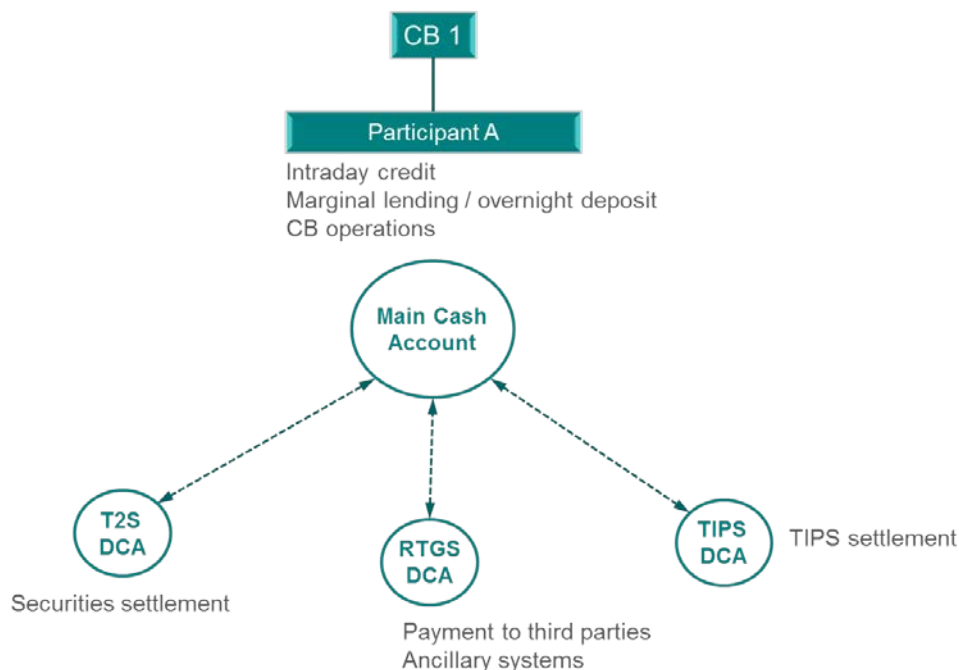 CB 1
Participant A
Intraday credit
Marginal lending / overnight deposit
CB operations
Main Cash
Account
T2S
DCA
RTGS
DCA
TIPS
DCA
TIPS settlement
Securities settlement
Payment to third parties
Ancillary systems